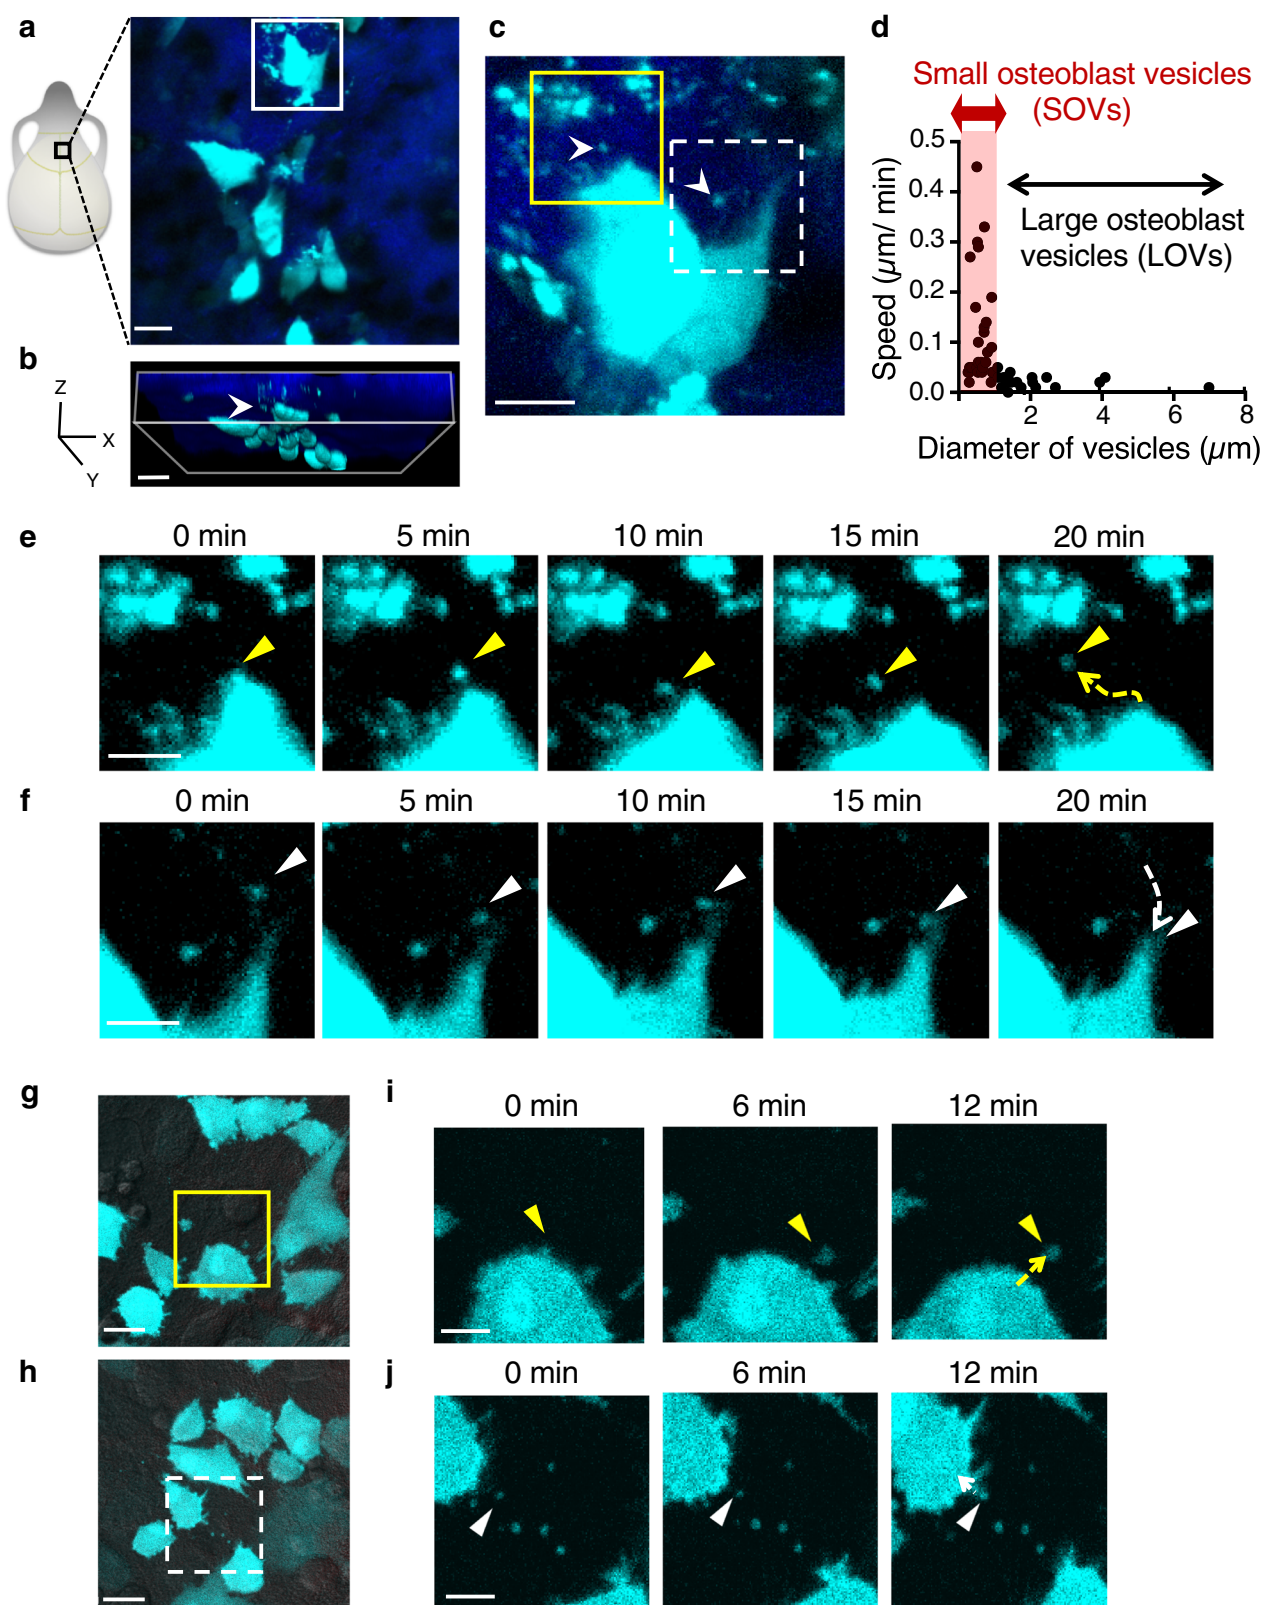 a
c
d
Small osteoblast vesicles
(SOVs)
0.5
0.4
0.3
0.2
0.1
0.0
Speed (µm/ min)
Large osteoblast
vesicles (LOVs)
2
4
6
8
Diameter of vesicles (µm)
b
Z
X
Y
e
0 min
5 min
10 min
15 min
20 min
f
0 min
5 min
10 min
15 min
20 min
g
i
0 min
6 min
12 min
h
j
0 min
6 min
12 min